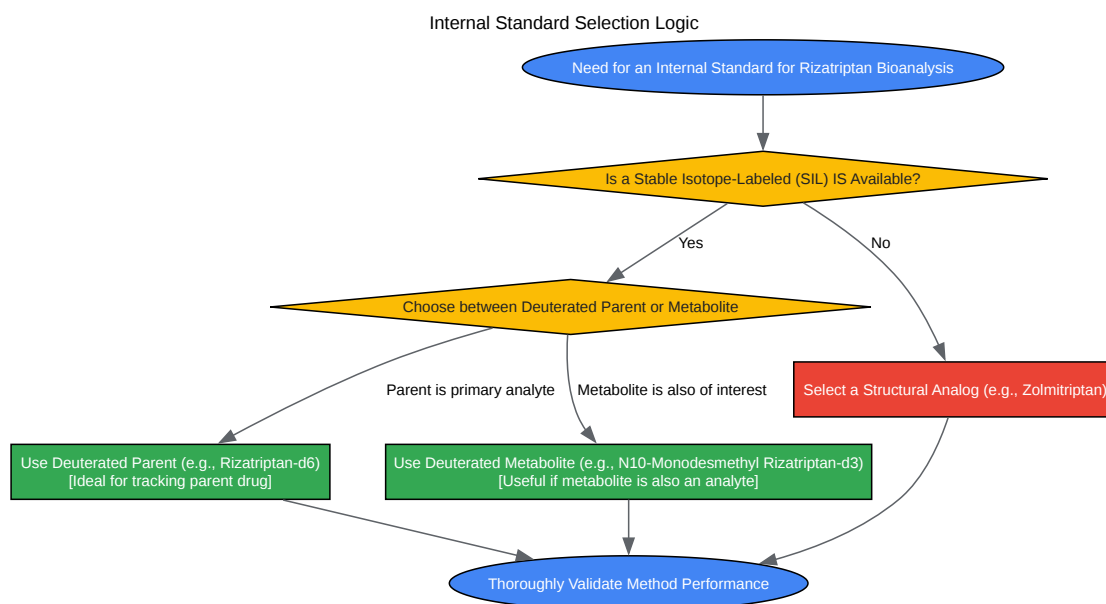 Internal Standard Selection Logic
Need for an Internal Standard for Rizatriptan Bioanalysis
Is a Stable Isotope-Labeled (SIL) IS Available?
Yes
No
Choose between Deuterated Parent or Metabolite
Parent is primary analyte
Metabolite is also of interest
Select a Structural Analog (e.g., Zolmitriptan)
Use Deuterated Parent (e.g., Rizatriptan-d6)
[Ideal for tracking parent drug]
Use Deuterated Metabolite (e.g., N10-Monodesmethyl Rizatriptan-d3)
[Useful if metabolite is also an analyte]
Thoroughly Validate Method Performance